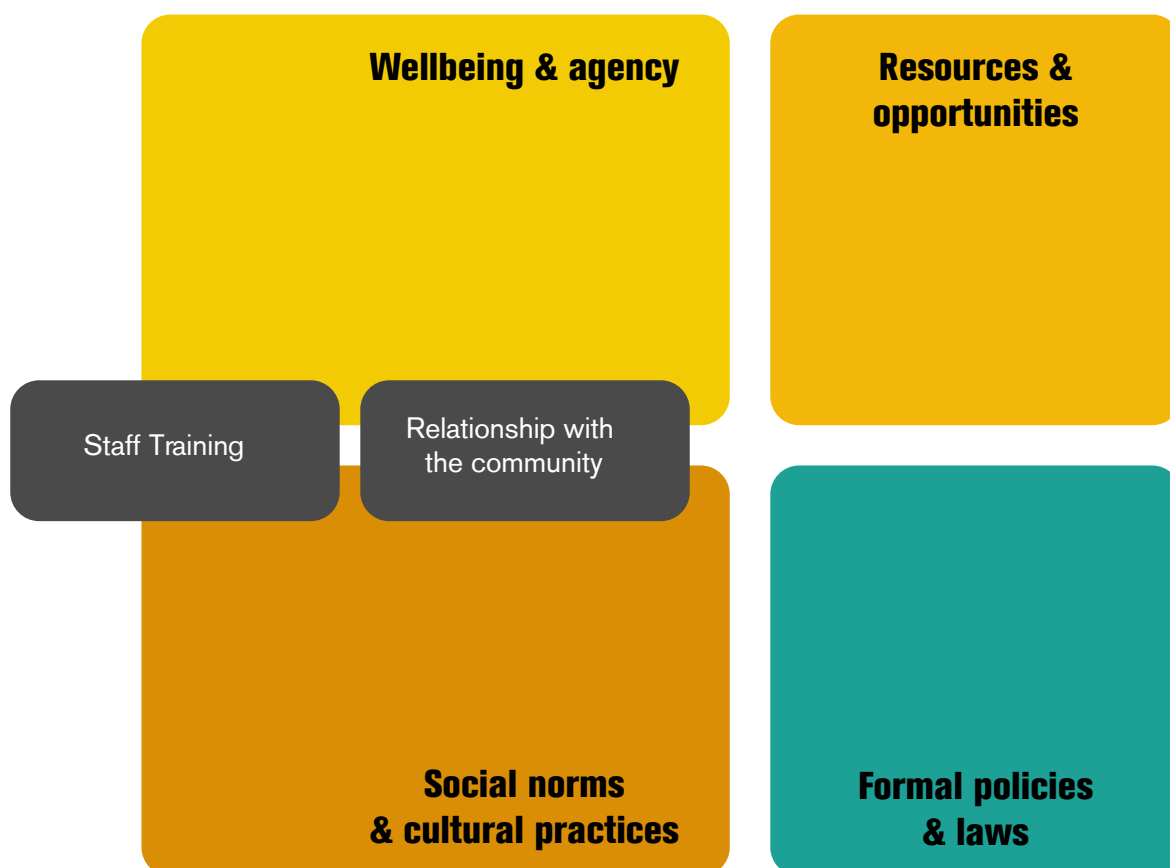 Wellbeing & agency
Resources &
opportunities
Staff Training
Relationship with
the community
Social norms
& cultural practices
Formal policies
& laws